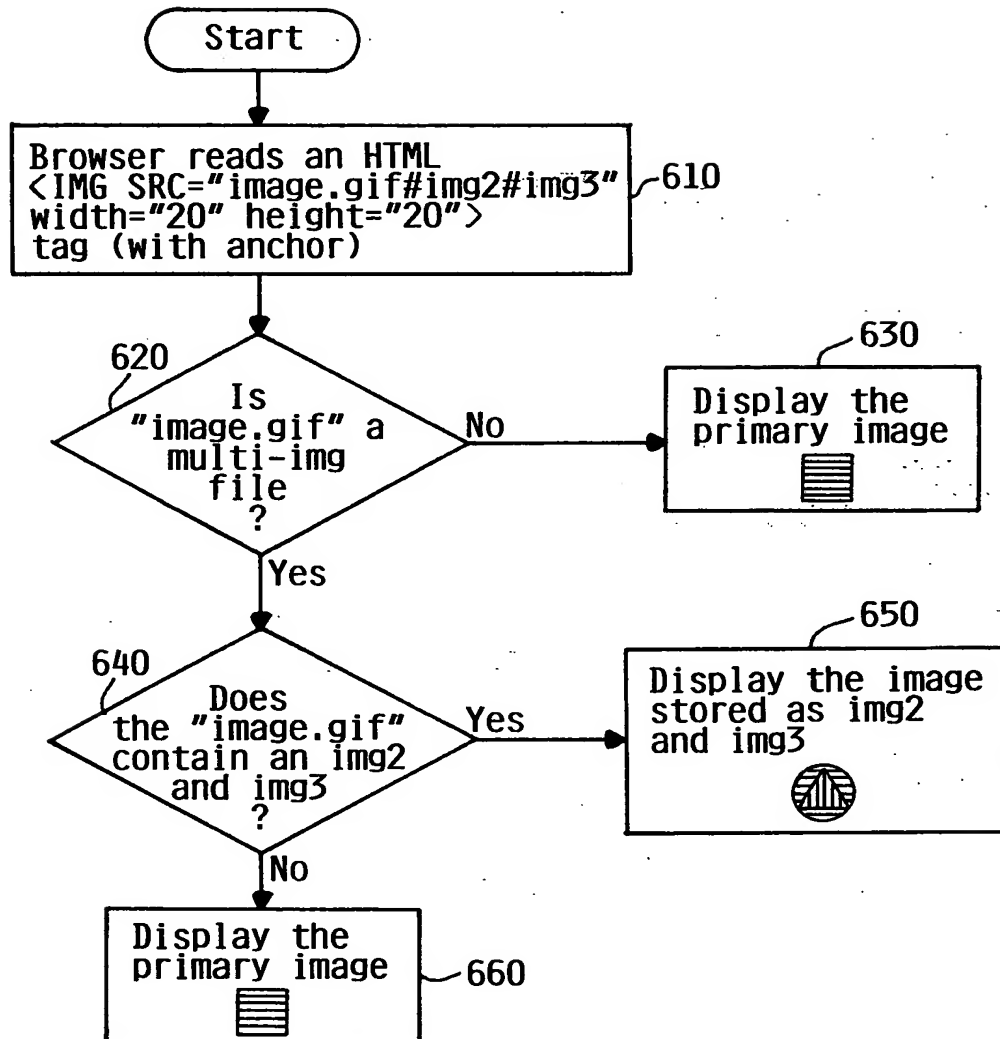 Start
Browser reads an HTML
<IMG SRC="image.gif#img2#img3"
width="20" height="20">
tag (with anchor)
610
620
Is
"image.gif" a
multi-img
file
?
No
630
Display the
primary image
Yes
640
Does
the "image.gif"
contain an img2
and img3
?
Yes
650
Display the image
stored as img2
and img3
No
Display the
primary image
660